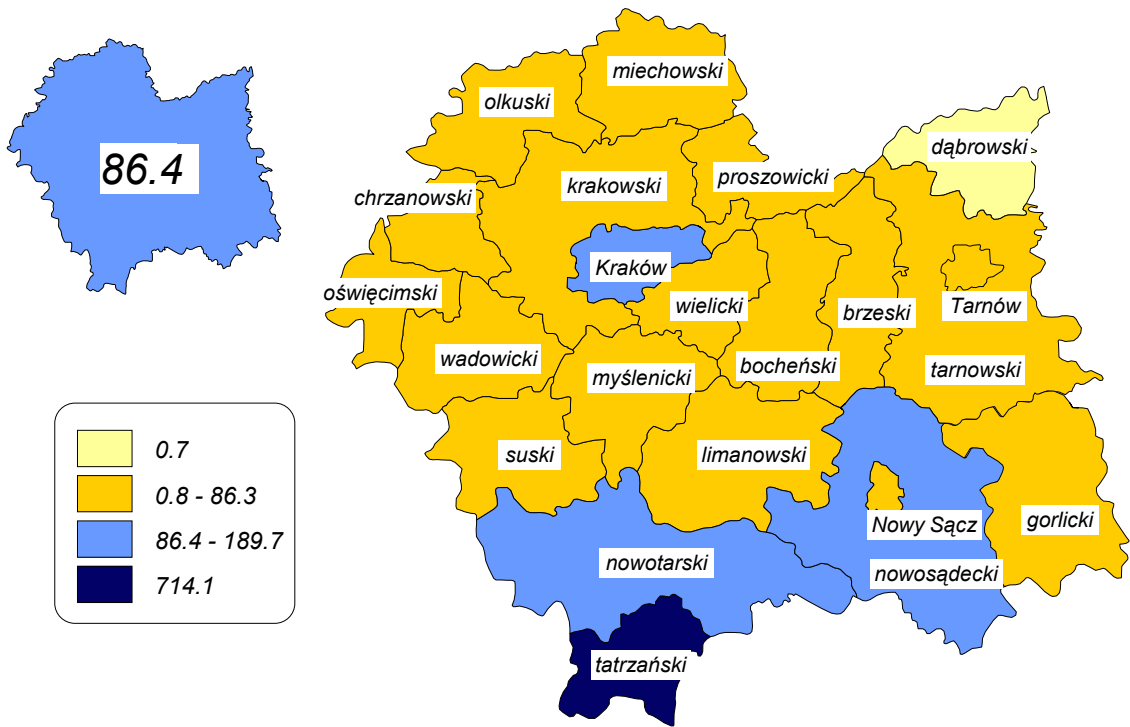 86.4
miechowski
olkuski
dąbrowski
proszowicki
krakowski
chrzanowski
Kraków
oświęcimski
wielicki
brzeski
Tarnów
wadowicki
myślenicki
bocheński
tarnowski
suski
limanowski
Nowy Sącz
gorlicki
nowotarski
nowosądecki
tatrzański
0.7
0.8 - 86.3
86.4 - 189.7
714.1